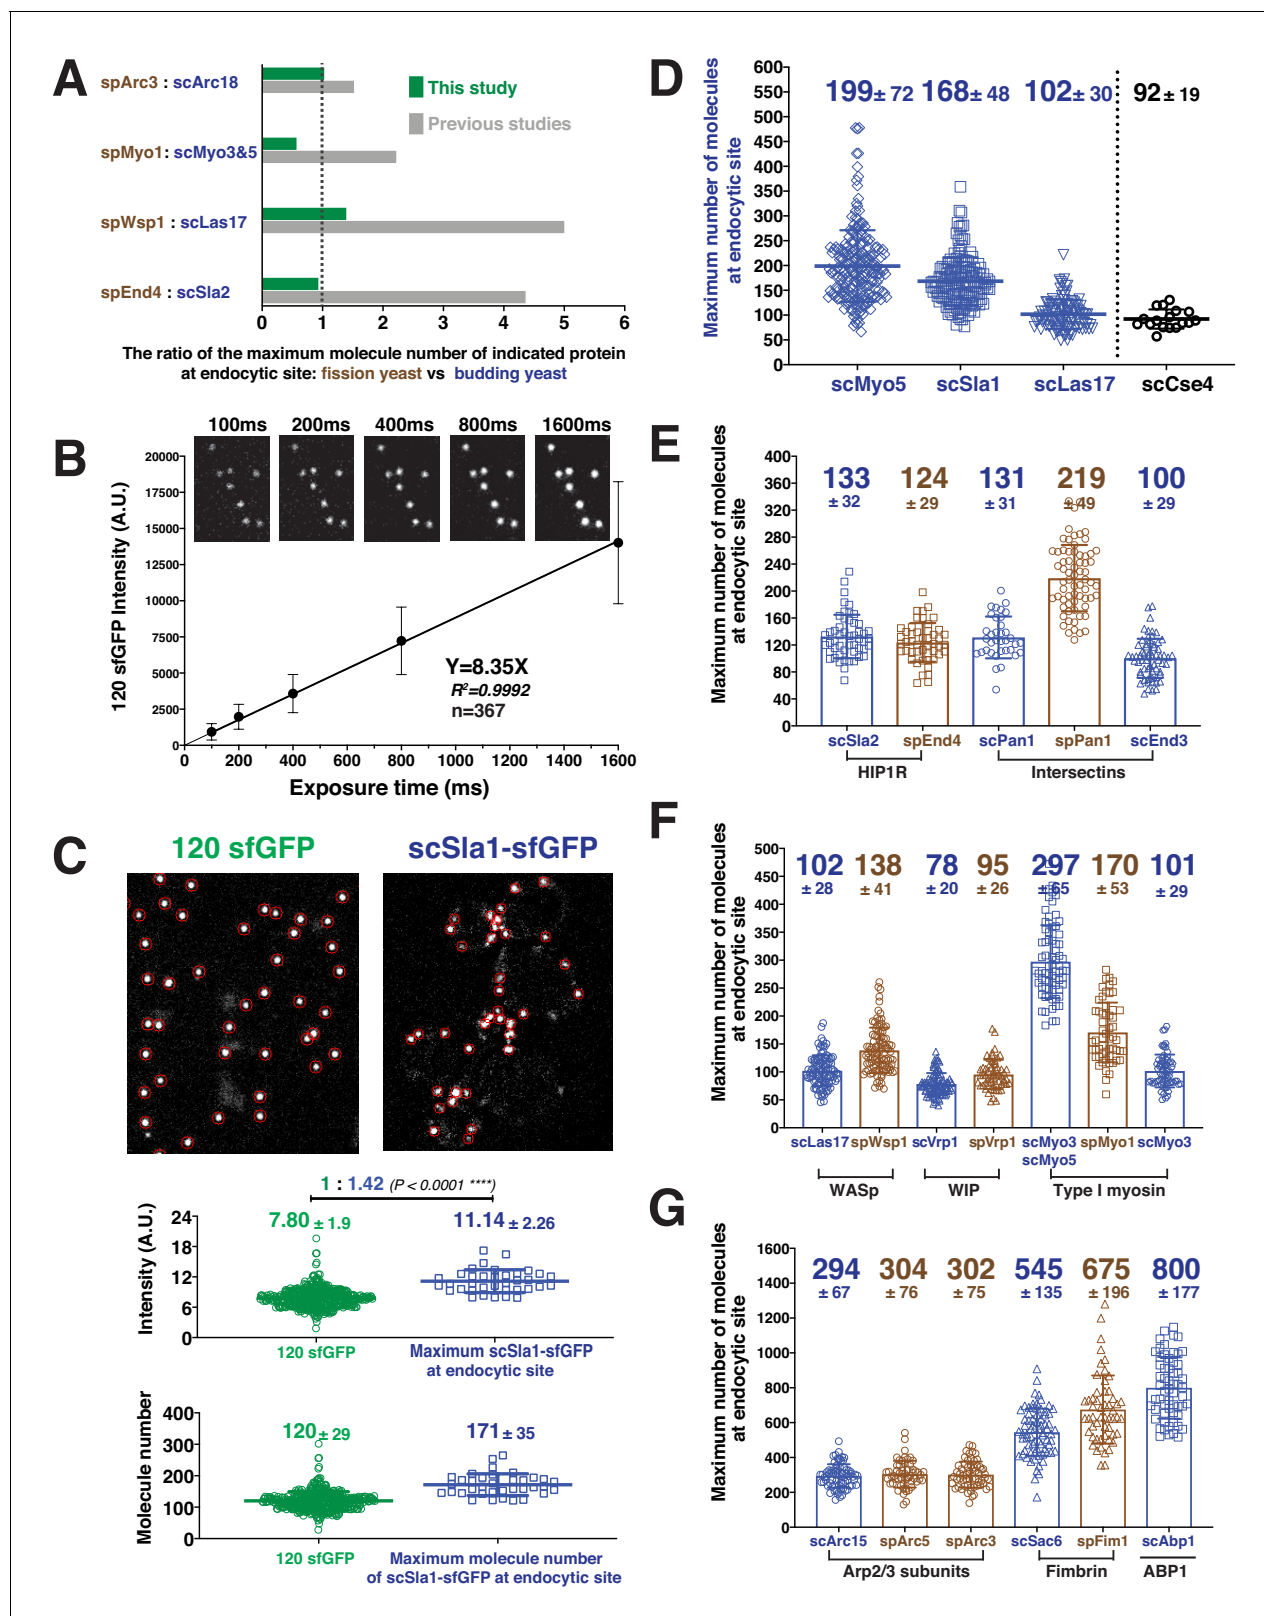 A
spArc3 : scArc18
spMyo1: scMyo3&5
spWsp1 : scLas17
spEnd4 : scSla2
This study
Previous studies
0 1 2 3 4 5 6
The ratio of the maximum molecule number of indicated protein
at endocytic site: fission yeast vs budding yeast
B
100ms 200ms 400ms 800ms 1600ms
120 sfGFP Intensity (A.U.)
20000
17500
15000
12500
10000
7500
5000
2500
0
Y=8.35X
R²=0.9992
n=367
0 200 400 600 800 1000 1200 1400 1600
Exposure time (ms)
C
120 sfGFP scSla1-sfGFP
1 : 1.42 (P < 0.0001 ****)
Intensity (A.U.)
24
18
12
6
0
7.80 ± 1.9 11.14 ± 2.26
120 sfGFP Maximum scSla1-sfGFP
at endocytic site
Molecule number
400
300
200
100
0
120 ± 29 171 ± 35
120 sfGFP Maximum molecule number
of scSla1-sfGFP at endocytic site
D
Maximum number of molecules
at endocytic site
600
550
500
450
400
350
300
250
200
150
100
50
0
199 ± 72 168 ± 48 102 ± 30 92 ± 19
scMyo5 scSla1 scLas17 scCse4
E
Maximum number of molecules
at endocytic site
400
360
320
280
240
200
160
120
80
40
0
133 124 131 219 100
± 32 ± 29 ± 31 ± 49 ± 29
scSla2 spEnd4 scPan1 spPan1 scEnd3
HIP1R Intersectins
F
Maximum number of molecules
at endocytic site
500
450
400
350
300
250
200
150
100
50
0
102 138 78 95 297 170 101
± 28 ± 41 ± 20 ± 26 ± 65 ± 53 ± 29
scLas17 spWsp1 scVrp1 spVrp1 scMyo3 spMyo1 scMyo3
scMyo5
WASp WIP Type I myosin
G
Maximum number of molecules
at endocytic site
1600
1400
1200
1000
800
600
400
200
0
294 304 302 545 675 800
± 67 ± 76 ± 75 ± 135 ± 196 ± 177
scArc15 spArc5 spArc3 scSac6 spFim1 scAbp1
Arp2/3 subunits Fimbrin ABP1